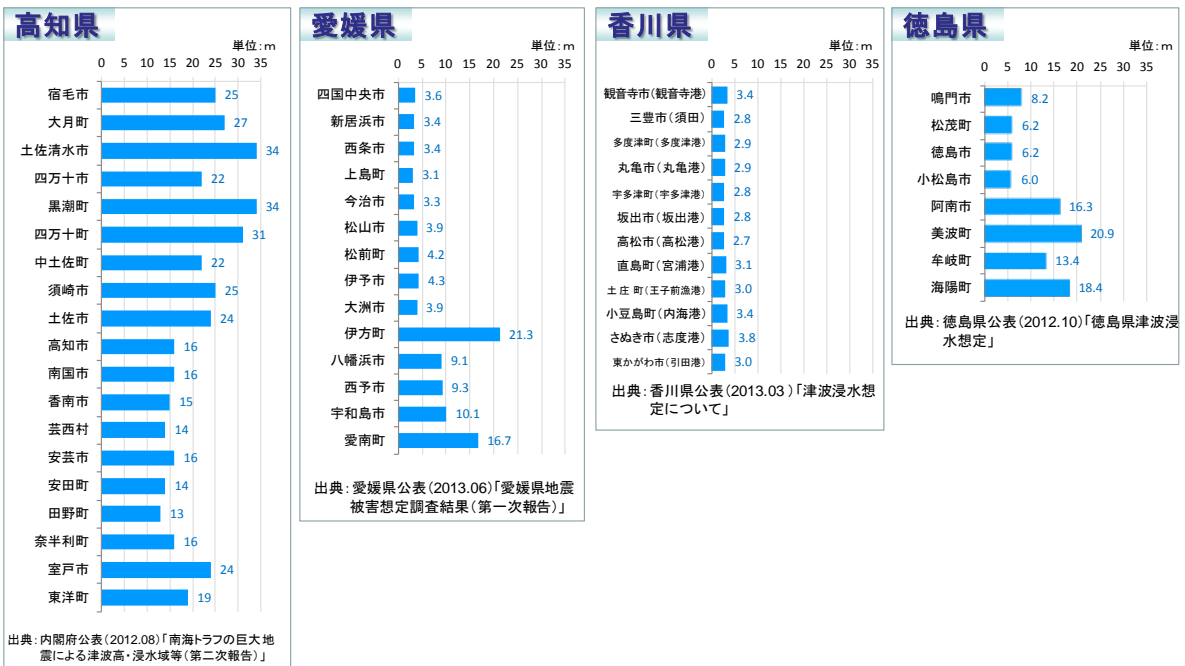 高知県
単位:m
0 5 10 15 20 25 30 35
宿毛市 25
大月町 27
土佐清水市 34
四万十市 22
黒潮町 34
四万十町 31
中土佐町 22
須崎市 25
土佐市 24
高知市 16
南国市 16
香南市 15
芸西村 14
安芸市 16
安田町 14
田野町 13
奈半利町 16
室戸市 24
東洋町 19
出典:内閣府公表(2012.08)「南海トラフの巨大地
震による津波高・浸水域等(第二次報告)」
愛媛県
単位:m
0 5 10 15 20 25 30 35
四国中央市 3.6
新居浜市 3.4
西条市 3.4
上島町 3.1
今治市 3.3
松山市 3.9
松前町 4.2
伊予市 4.3
大洲市 3.9
伊方町 21.3
八幡浜市 9.1
西予市 9.3
宇和島市 10.1
愛南町 16.7
出典:愛媛県公表(2013.06)「愛媛県地震
被害想定調査結果(第一次報告)」
香川県
単位:m
0 5 10 15 20 25 30 35
観音寺市(観音寺港) 3.4
三豊市(須田) 2.8
多度津町(多度津港) 2.9
丸亀市(丸亀港) 2.9
宇多津町(宇多津港) 2.8
坂出市(坂出港) 2.8
高松市(高松港) 2.7
直島町(宮浦港) 3.1
土庄町(王子前漁港) 3.0
小豆島町(内海港) 3.4
さぬき市(志度港) 3.8
東かがわ市(引田港) 3.0
出典:香川県公表(2013.03)「津波浸水想
定について」
徳島県
単位:m
0 5 10 15 20 25 30 35
鳴門市 8.2
松茂町 6.2
徳島市 6.2
小松島市 6.0
阿南市 16.3
美波町 20.9
牟岐町 13.4
海陽町 18.4
出典:徳島県公表(2012.10)「徳島県津波浸
水想定」